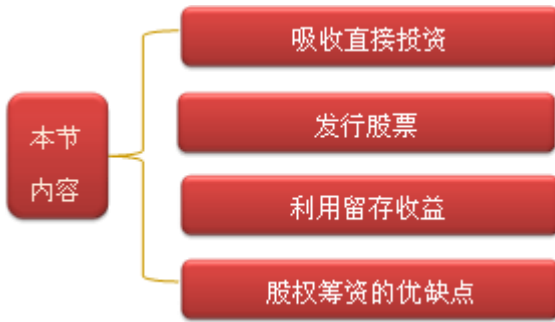 吸收直接投资
发行股票
本节
内容
利用留存收益
股权筹资的优缺点